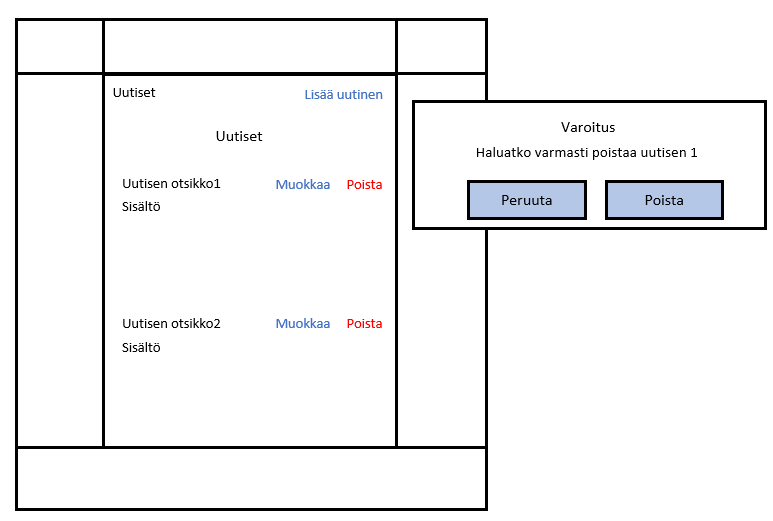 Uutiset
Lisää uutinen
Uutiset
Uutisen otsikko1 Muokkaa Poista
Sisältö
Uutisen otsikko2 Muokkaa Poista
Sisältö
Varoitus
Haluatko varmasti poistaa uutisen 1
Peruuta Poista